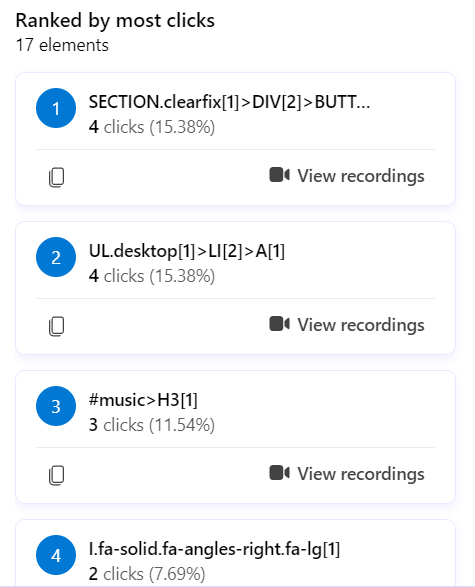 Ranked by most clicks
17 elements
1
SECTION.clearfix[1]>DIV[2]>BUTT...
4 clicks (15.38%)
View recordings
2
UL.desktop[1]>LI[2]>A[1]
4 clicks (15.38%)
View recordings
3
#music>H3[1]
3 clicks (11.54%)
View recordings
4
I.fa-solid.fa-angles-right.fa-lg[1]
2 clicks (7.69%)